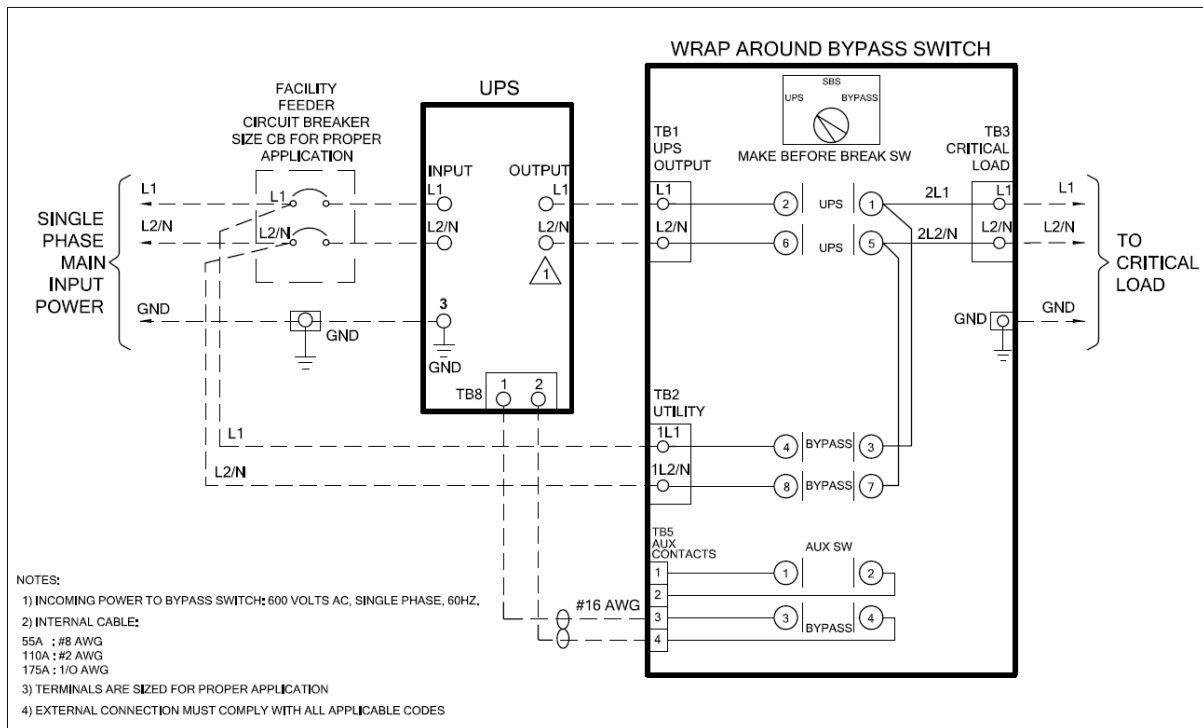 WRAP AROUND BYPASS SWITCH
SBS
UPS BYPASS
MAKE BEFORE BREAK SW
FACILITY
FEEDER
CIRCUIT BREAKER
SIZE CB FOR PROPER
APPLICATION
UPS
INPUT OUTPUT
L1 L1
L2/N L2/N
1
3
GND
TB8 1 2
SINGLE
PHASE
MAIN
INPUT
POWER
L1
L2/N
GND
L1
L2/N
GND
L1
L2/N
TB1
UPS
OUTPUT
L1
L2/N
2 UPS 1
6 UPS 5
2L1
2L2/N
TB3
CRITICAL
LOAD
L1
L2/N
GND
L1
L2/N
GND
TO
CRITICAL
LOAD
TB2
UTILITY
1L1
1L2/N
4 BYPASS 3
8 BYPASS 7
TB5
AUX
CONTACTS
1
2
3
4
AUX SW
1 2
3 4
BYPASS
#16 AWG
NOTES:
1) INCOMING POWER TO BYPASS SWITCH: 600 VOLTS AC, SINGLE PHASE, 60HZ.
2) INTERNAL CABLE:
55A : #8 AWG
110A : #2 AWG
175A : 1/O AWG
3) TERMINALS ARE SIZED FOR PROPER APPLICATION
4) EXTERNAL CONNECTION MUST COMPLY WITH ALL APPLICABLE CODES